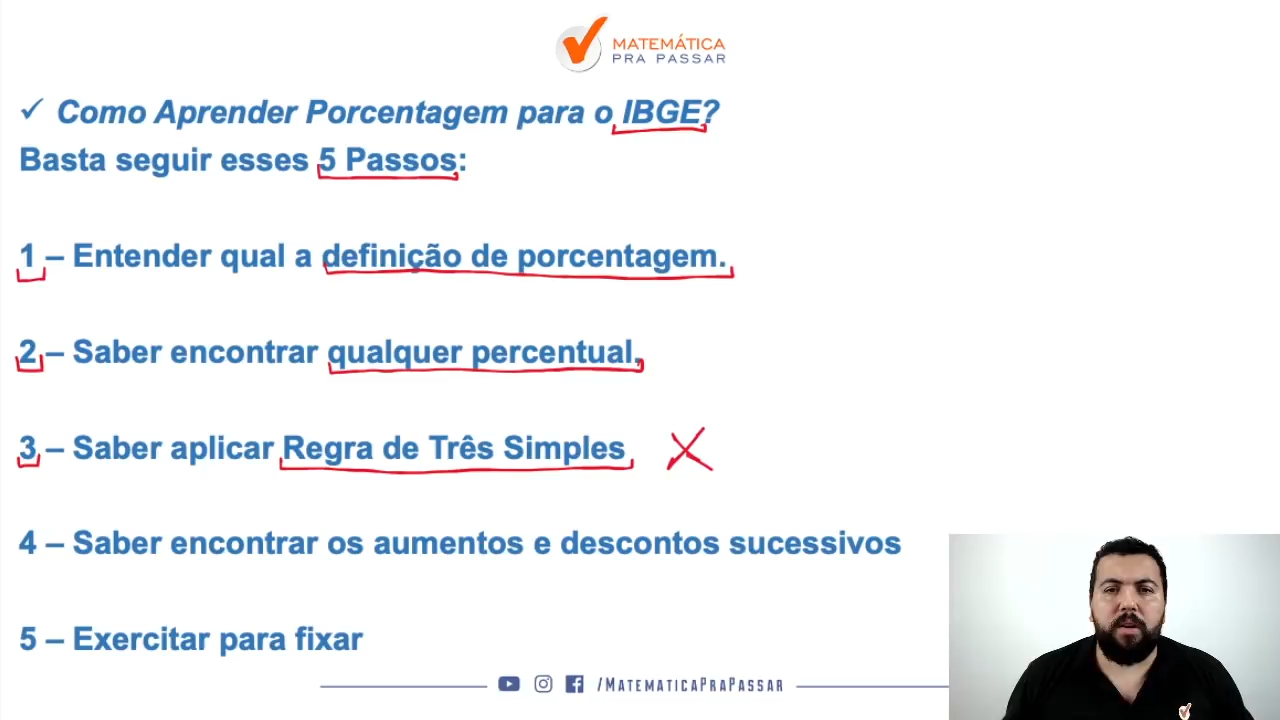 MATEMÁTICA
PRA PASSAR
✓ Como Aprender Porcentagem para o IBGE?
Basta seguir esses 5 Passos:
1 – Entender qual a definição de porcentagem.
2 – Saber encontrar qualquer percentual.
3 – Saber aplicar Regra de Três Simples
4 – Saber encontrar os aumentos e descontos sucessivos
5 – Exercitar para fixar
/MATEMATICAPRAPASSAR